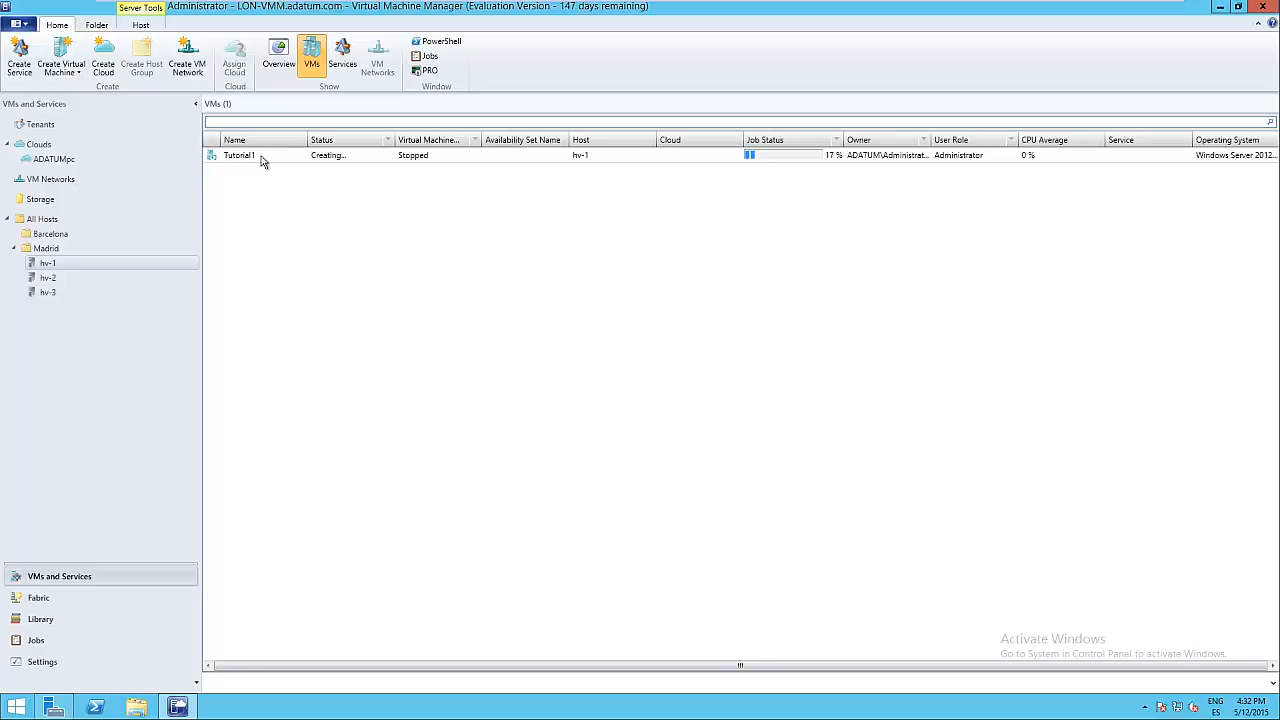 Server Tools
Administrator - LON-VMM.adatum.com - Virtual Machine Manager (Evaluation Version - 147 days remaining)
Home Folder Host
Create Service
Create Virtual Machine
Create Cloud
Create Host Group
Create VM Network
Assign Cloud
Overview
VMs
Services
VM Networks
PowerShell
Jobs
PRO
Create Cloud Show Window
VMs and Services
VMs (1)
Tenants
Clouds
ADATUMpc
VM Networks
Storage
All Hosts
Barcelona
Madrid
hv-1
hv-2
hv-3
Name Status Virtual Machine... Availability Set Name Host Cloud Job Status Owner User Role CPU Average Service Operating System
Tutorial1 Creating... Stopped hv-1 17 % ADATUM\Administrat... Administrator 0 % Windows Server 2012...
VMs and Services
Fabric
Library
Jobs
Settings
Activate Windows
Go to System in Control Panel to activate Windows.
ENG 4:32 PM
ES 5/12/2015